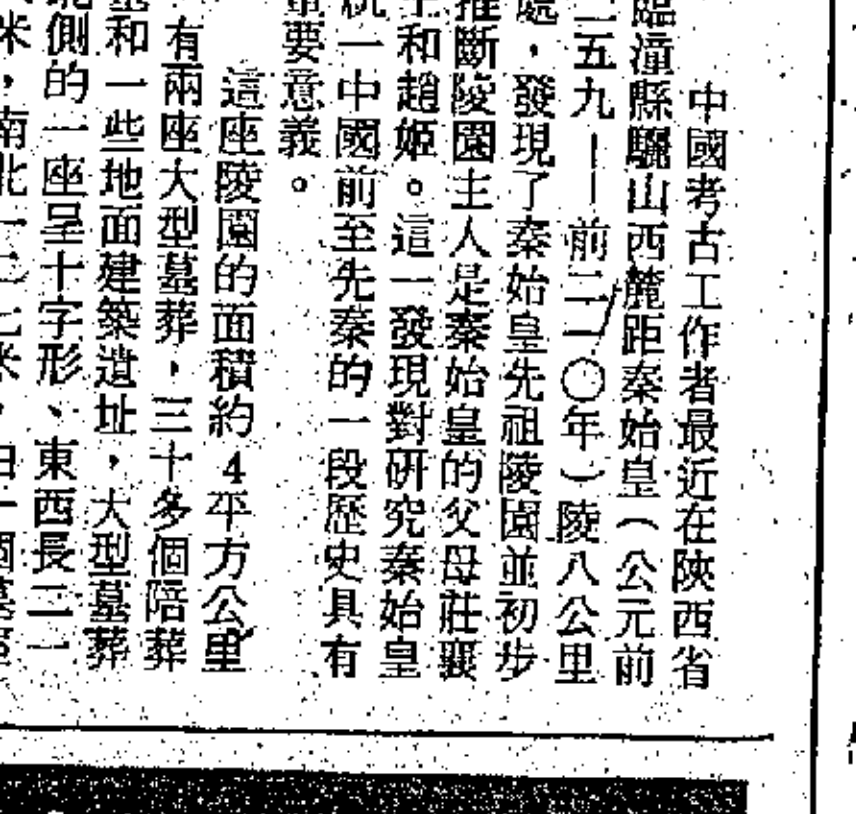 中國考古工作者最近在陝西省
臨潼縣驪山西麓距秦始皇（公元前
二五九——前二一〇年）陵八公里
處，發現了秦始皇先祖陵園並初步
推斷陵園主人是秦始皇的父母莊襄
王和趙姬。這一發現對研究秦始皇
統一中國前至先秦的一段歷史具有
重要意義。
這座陵園的面積約4平方公里
，有兩座大型墓葬，三十多個陪葬
和一些地面建築遺址，大型墓葬
側的一座呈十字形、東西長二一
米，南北一二七米，由一個墓室